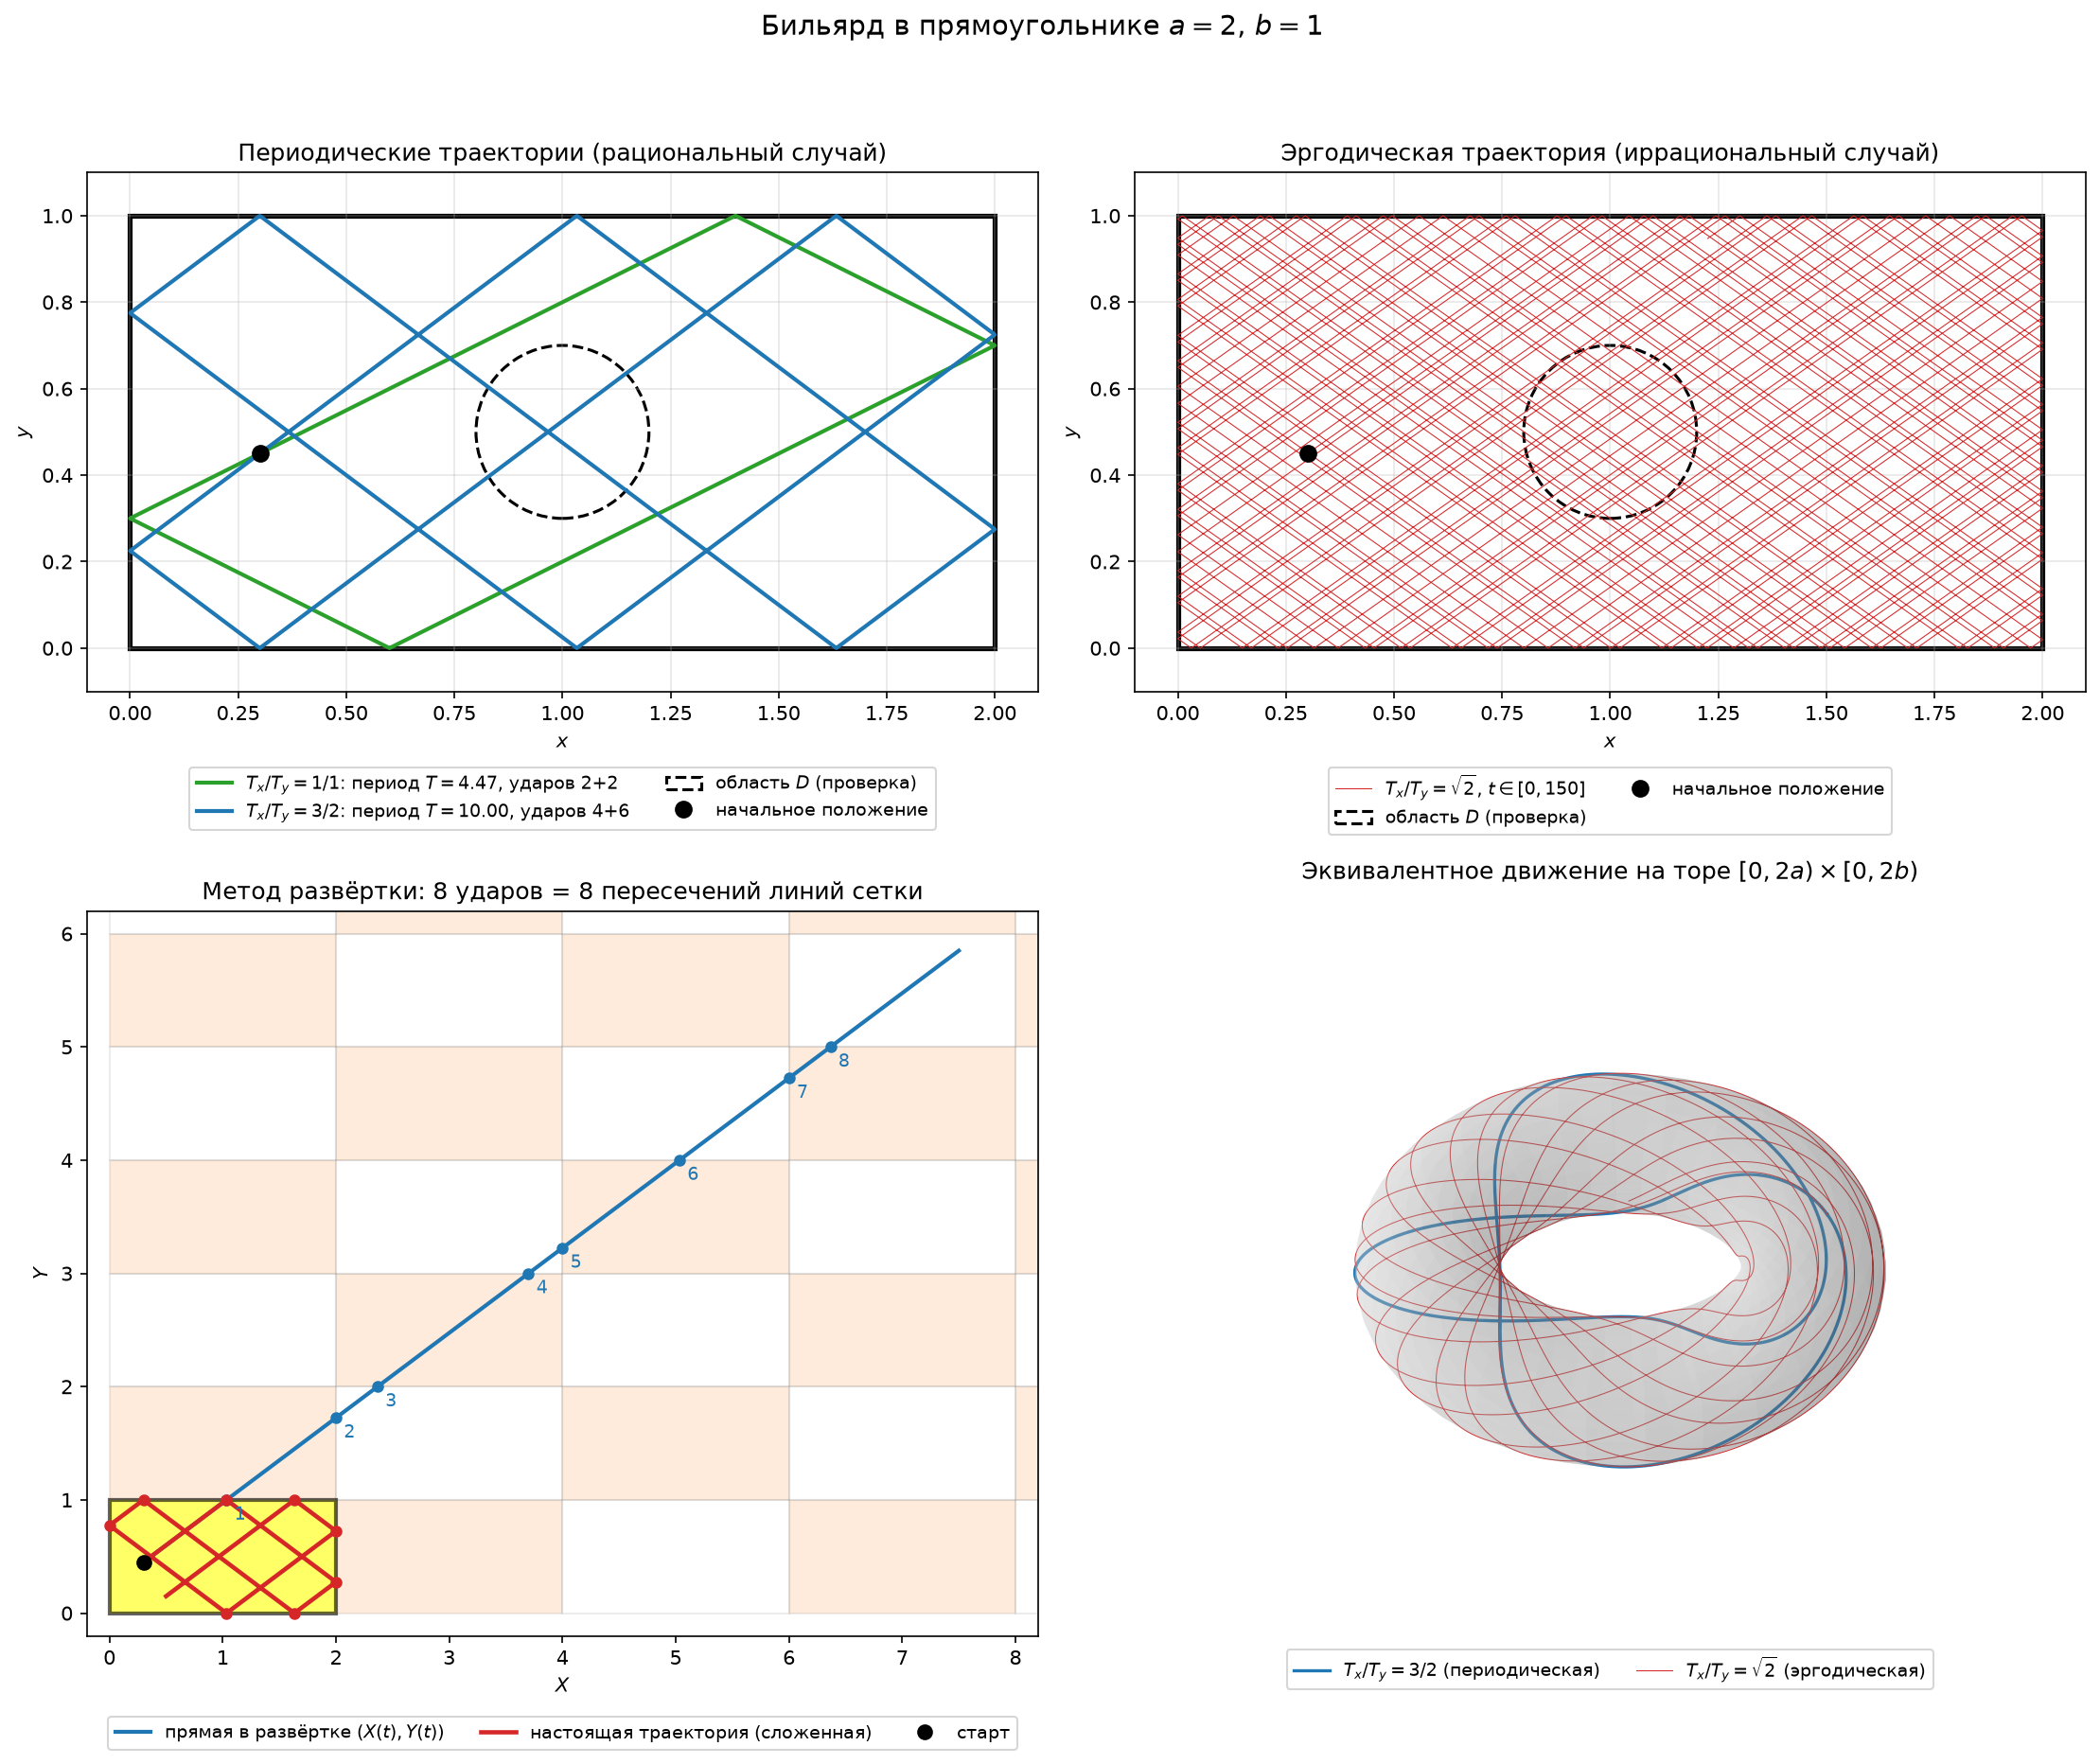 Бильярд в прямоугольнике a = 2, b = 1
Периодические траектории (рациональный случай)
1.0
0.8
0.6
0.4
0.2
0.0
y
0.00 0.25 0.50 0.75 1.00 1.25 1.50 1.75 2.00
x
T_x/T_y = 1/1: период T = 4.47, ударов 2+2
T_x/T_y = 3/2: период T = 10.00, ударов 4+6
область D (проверка)
начальное положение
Эргодическая траектория (иррациональный случай)
1.0
0.8
0.6
0.4
0.2
0.0
y
0.00 0.25 0.50 0.75 1.00 1.25 1.50 1.75 2.00
x
T_x/T_y = √2, t ∈ [0, 150]
область D (проверка)
начальное положение
Метод развёртки: 8 ударов = 8 пересечений линий сетки
6
5
4
3
2
1
0
Y
8
7
6
5
4
3
2
1
0 1 2 3 4 5 6 7 8
X
прямая в развёртке (X(t), Y(t))
настоящая траектория (сложенная)
старт
Эквивалентное движение на торе [0, 2a) × [0, 2b)
T_x/T_y = 3/2 (периодическая)
T_x/T_y = √2 (эргодическая)